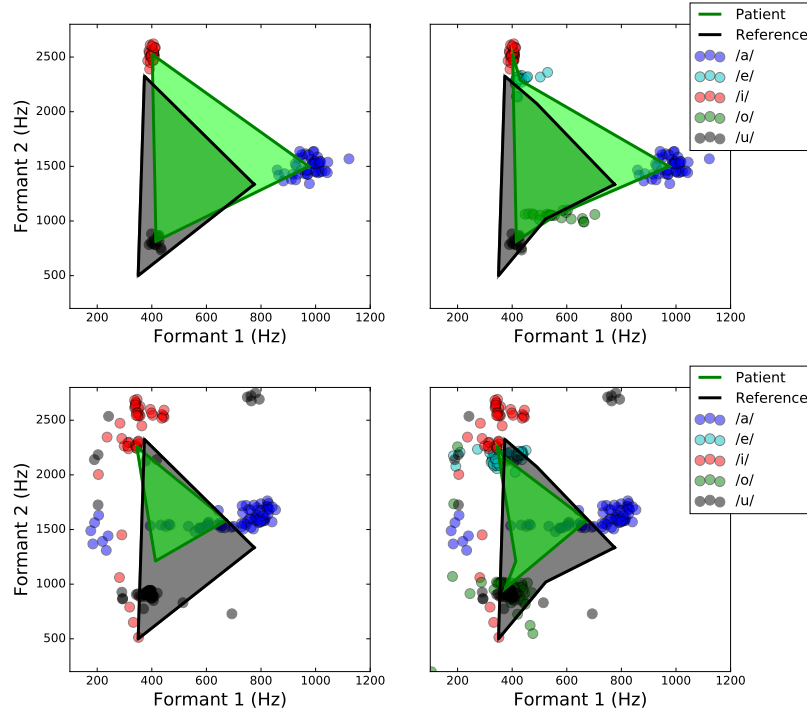 Patient
Reference
/a/
/e/
/i/
/o/
/u/
2500
2000
1500
1000
500
Formant 2 (Hz)
200 400 600 800 1000 1200
Formant 1 (Hz)
200 400 600 800 1000 1200
Formant 1 (Hz)
Patient
Reference
/a/
/e/
/i/
/o/
/u/
2500
2000
1500
1000
500
Formant 2 (Hz)
200 400 600 800 1000 1200
Formant 1 (Hz)
200 400 600 800 1000 1200
Formant 1 (Hz)